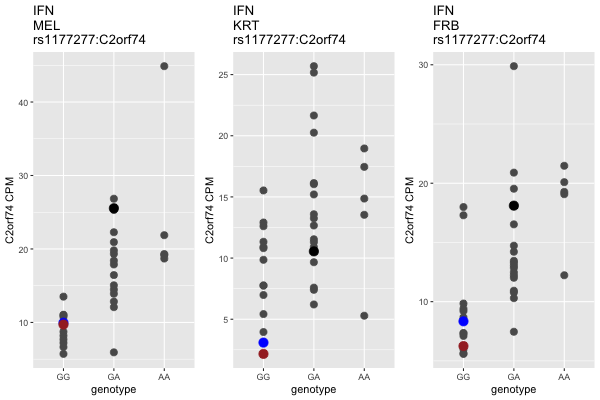 IFN
MEL
rs1177277:C2orf74
40
30
20
10
C2orf74 CPM
GG GA AA
genotype
IFN
KRT
rs1177277:C2orf74
25
20
15
10
5
C2orf74 CPM
GG GA AA
genotype
IFN
FRB
rs1177277:C2orf74
30
20
10
C2orf74 CPM
GG GA AA
genotype